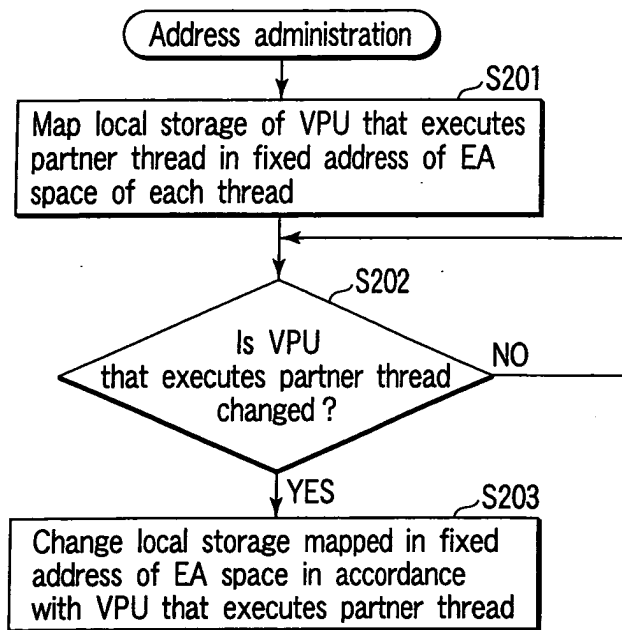 Address administration
S201
Map local storage of VPU that executes
partner thread in fixed address of EA
space of each thread
S202
Is VPU
that executes partner thread
changed?
NO
YES
S203
Change local storage mapped in fixed
address of EA space in accordance
with VPU that executes partner thread